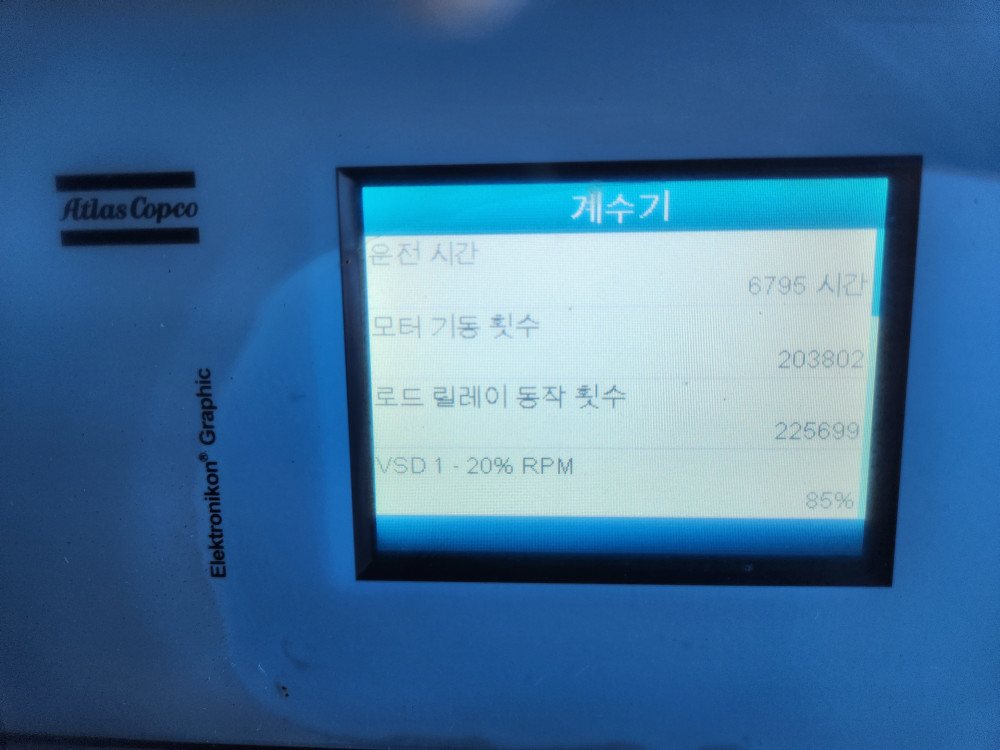 Atlas Copco
Elektronikon® Graphic
계수기
운전 시간
6795 시간
모터 기동 횟수
203802
로드 릴레이 동작 횟수
225699
VSD 1 - 20% RPM
85%